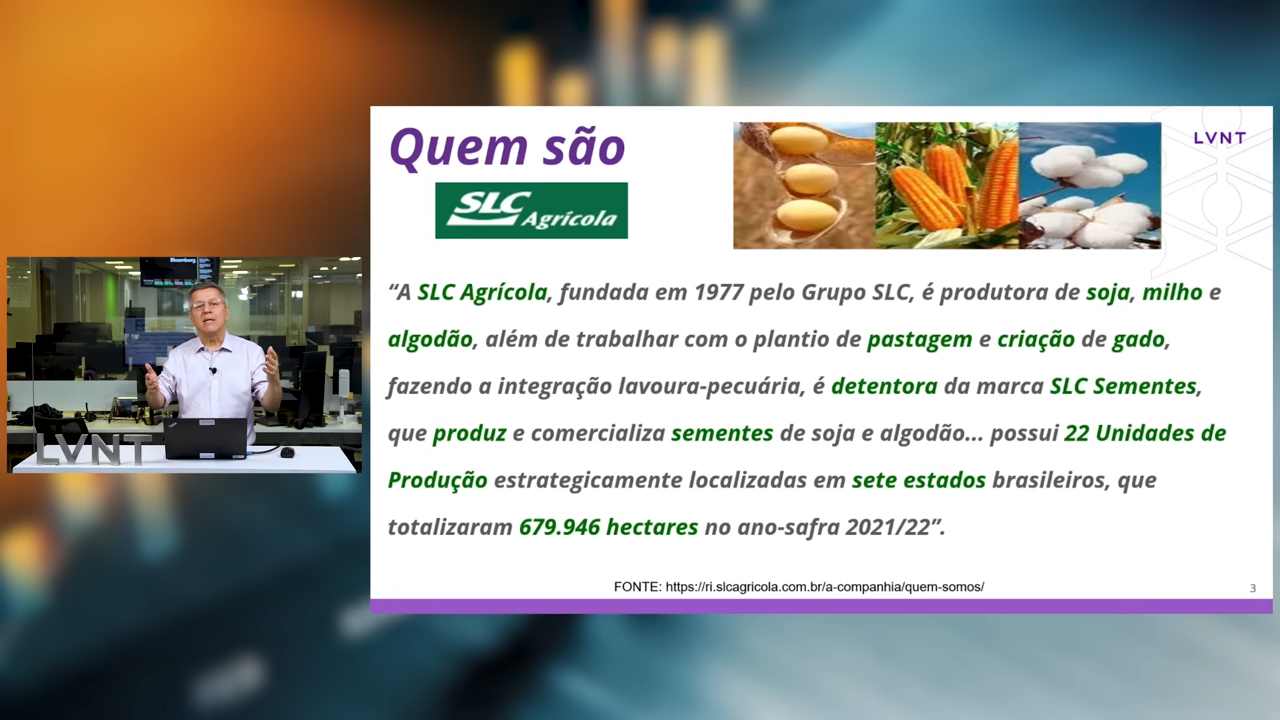 Quem são
SLC Agrícola
LVNT
“A SLC Agrícola, fundada em 1977 pelo Grupo SLC, é produtora de soja, milho e
algodão, além de trabalhar com o plantio de pastagem e criação de gado,
fazendo a integração lavoura-pecuária, é detentora da marca SLC Sementes,
que produz e comercializa sementes de soja e algodão... possui 22 Unidades de
Produção estrategicamente localizadas em sete estados brasileiros, que
totalizaram 679.946 hectares no ano-safra 2021/22”.
FONTE: https://ri.slcagricola.com.br/a-companhia/quem-somos/
3
Bloomberg
LVNT